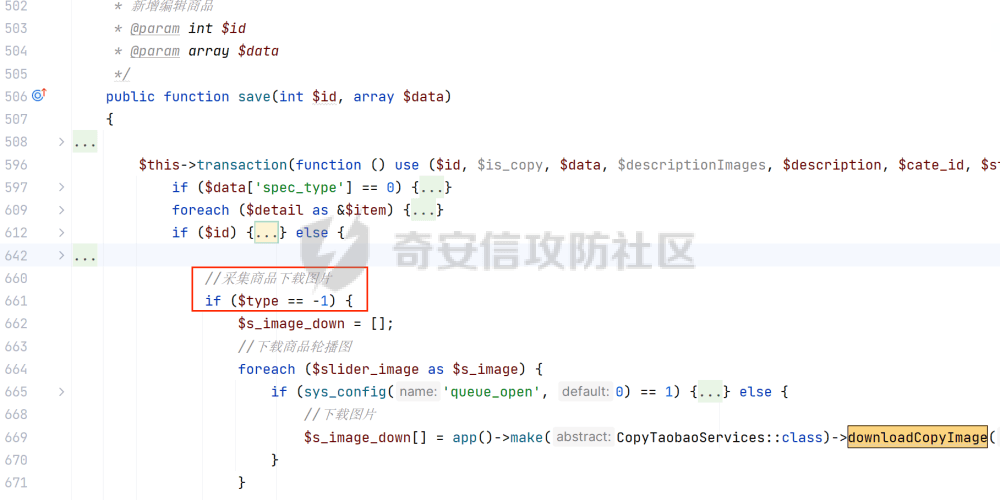 502 * 新增编辑商品
503 * @param int $id
504 * @param array $data
505 */
506 public function save(int $id, array $data)
507 {
508 ...
596 $this->transaction(function () use ($id, $is_copy, $data, $descriptionImages, $description, $cate_id, $s
597 if ($data['spec_type'] == 0) {...}
609 foreach ($detail as &$item) {...}
612 if ($id) {...} else {
奇安信攻防社区
642 ...
660 //采集商品下载图片
661 if ($type == -1) {
662 $s_image_down = [];
663 //下载商品轮播图
664 foreach ($slider_image as $s_image) {
665 if (sys_config( name: 'queue_open', default: 0) == 1) {...} else {
668 //下载图片
669 $s_image_down[] = app()->make( abstract: CopyTaobaoServices::class)->downloadCopyImage(
670 }
671 }